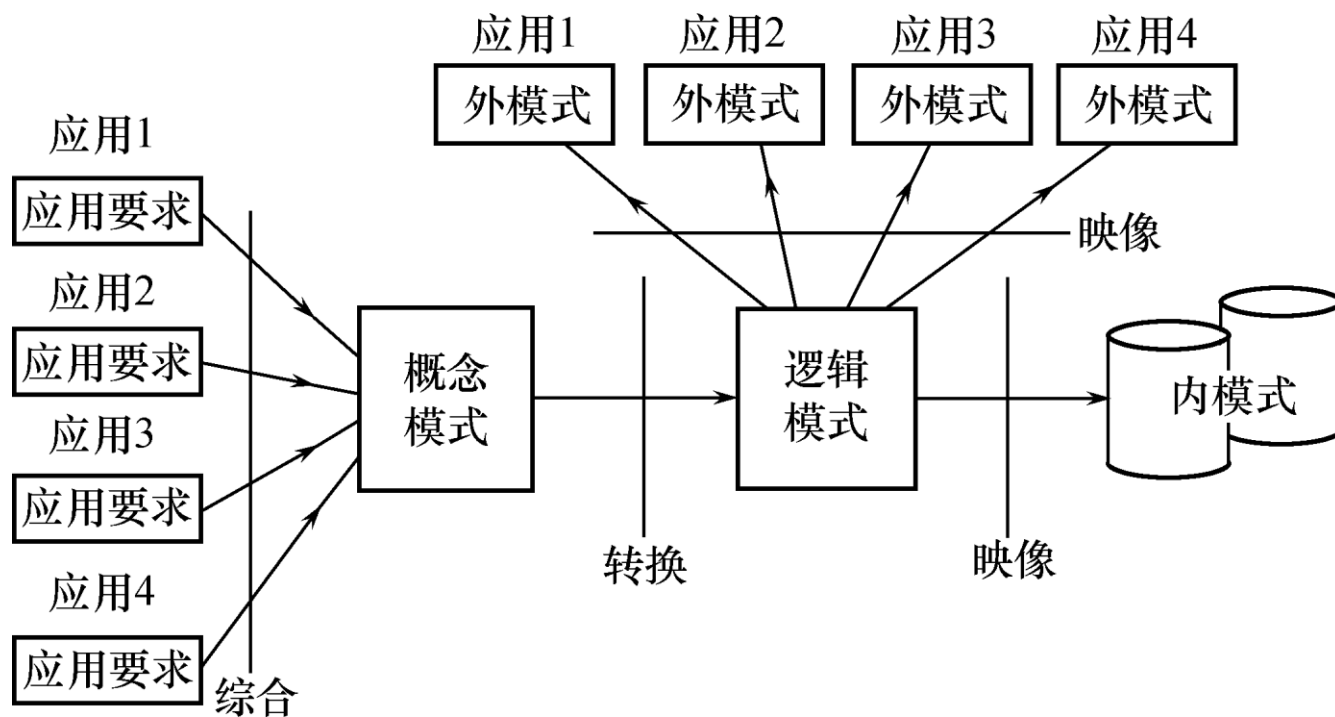 应用1
应用2
应用3
应用4
外模式
外模式
外模式
外模式
应用1
应用要求
映像
应用2
应用要求
概念
模式
逻辑
模式
内模式
应用3
应用要求
转换
映像
应用4
应用要求
综合